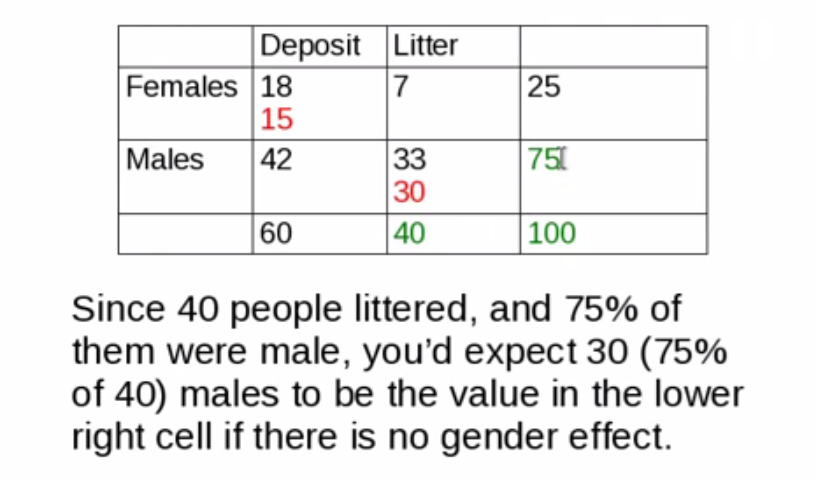 Deposit Litter
Females 18 7 25
15
Males 42 33 75
30
60 40 100
Since 40 people littered, and 75% of
them were male, you'd expect 30 (75%
of 40) males to be the value in the lower
right cell if there is no gender effect.